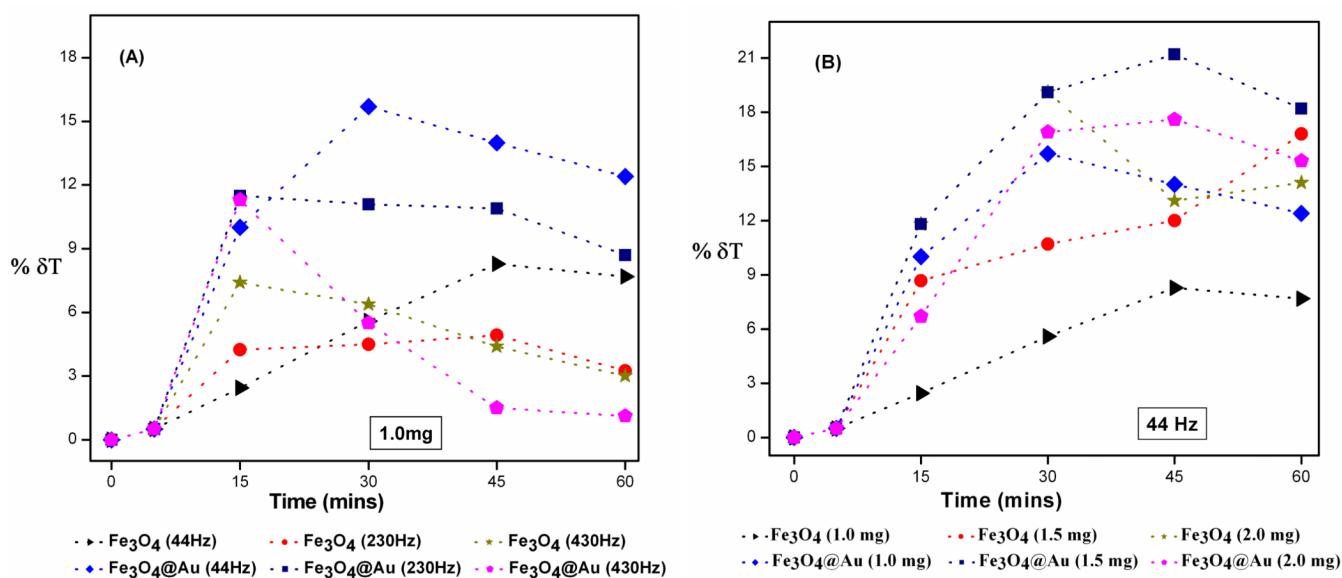 (A)
18
15
12
9
6
3
0
% δT
1.0mg
0 15 30 45 60
Time (mins)
Fe₃O₄ (44Hz) Fe₃O₄ (230Hz) Fe₃O₄ (430Hz)
Fe₃O₄@Au (44Hz) Fe₃O₄@Au (230Hz) Fe₃O₄@Au (430Hz)
(B)
21
18
15
12
9
6
3
0
% δT
44 Hz
0 15 30 45 60
Time (mins)
Fe₃O₄ (1.0 mg) Fe₃O₄ (1.5 mg) Fe₃O₄ (2.0 mg)
Fe₃O₄@Au (1.0 mg) Fe₃O₄@Au (1.5 mg) Fe₃O₄@Au (2.0 mg)